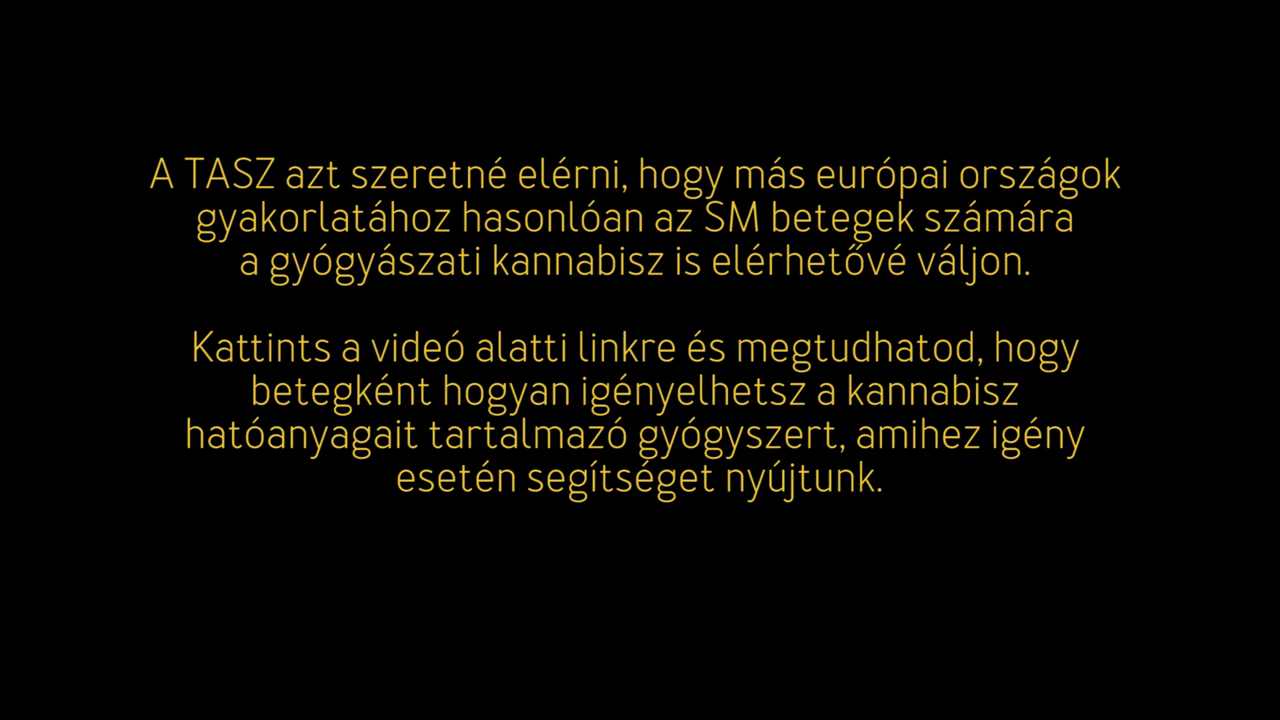 A TASZ azt szeretné elérni, hogy más európai országok
gyakorlatához hasonlóan az SM betegek számára
a gyógyászati kannabisz is elérhetővé váljon.
Kattints a videó alatti linkre és megtudhatod, hogy
betegként hogyan igényelhetsz a kannabisz
hatóanyagait tartalmazó gyógyszert, amihez igény
esetén segítséget nyújtunk.